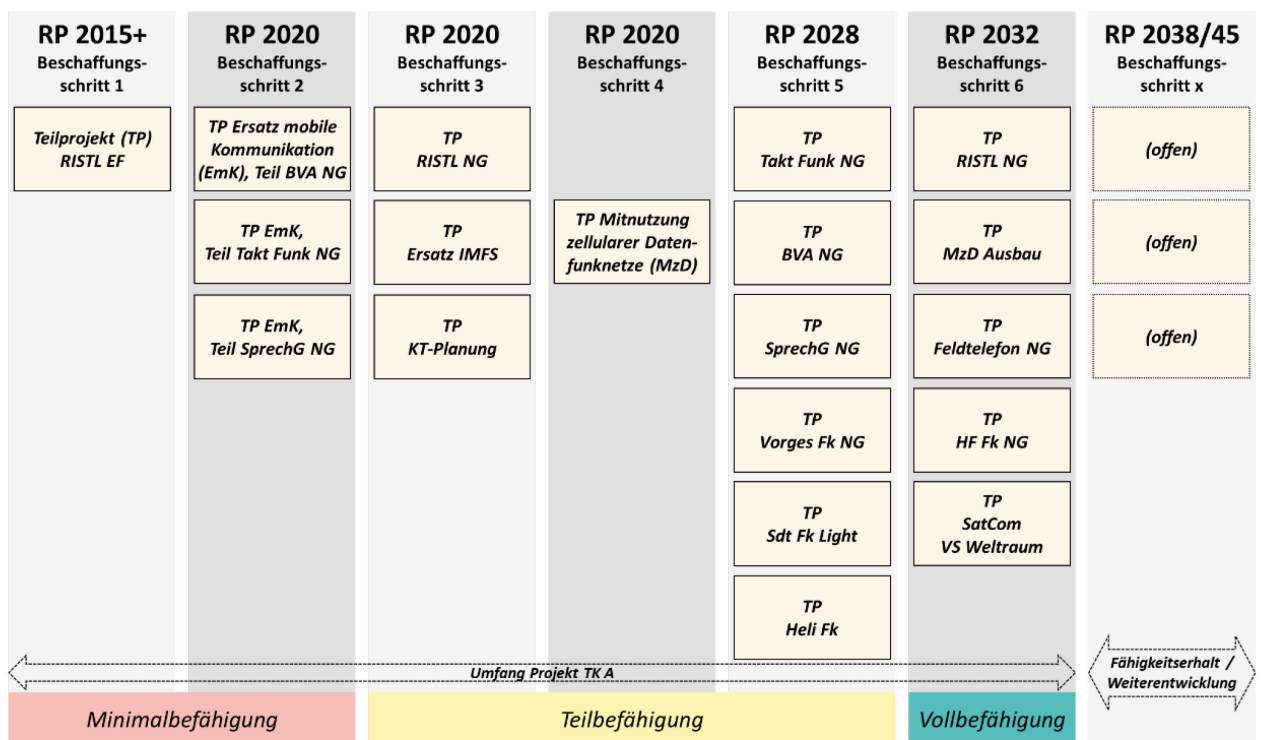 RP 2015+
Beschaffungs-
schritt 1
Teilprojekt (TP)
RISTL EF
RP 2020
Beschaffungs-
schritt 2
TP Ersatz mobile
Kommunikation
(EmK), Teil BVA NG
TP EmK,
Teil Takt Funk NG
TP EmK,
Teil SprechG NG
RP 2020
Beschaffungs-
schritt 3
TP
RISTL NG
TP
Ersatz IMFS
TP
KT-Planung
RP 2020
Beschaffungs-
schritt 4
TP Mitnutzung
zellularer Daten-
funknetze (MzD)
RP 2028
Beschaffungs-
schritt 5
TP
Takt Funk NG
TP
BVA NG
TP
SprechG NG
TP
Vorges Fk NG
TP
Sdt Fk Light
TP
Heli Fk
RP 2032
Beschaffungs-
schritt 6
TP
RISTL NG
TP
MzD Ausbau
TP
Feldtelefon NG
TP
HF Fk NG
TP
SatCom
VS Weltraum
RP 2038/45
Beschaffungs-
schritt x
(offen)
(offen)
(offen)
Umfang Projekt TK A
Fähigkeitserhalt /
Weiterentwicklung
Minimalbefähigung
Teilbefähigung
Vollbefähigung